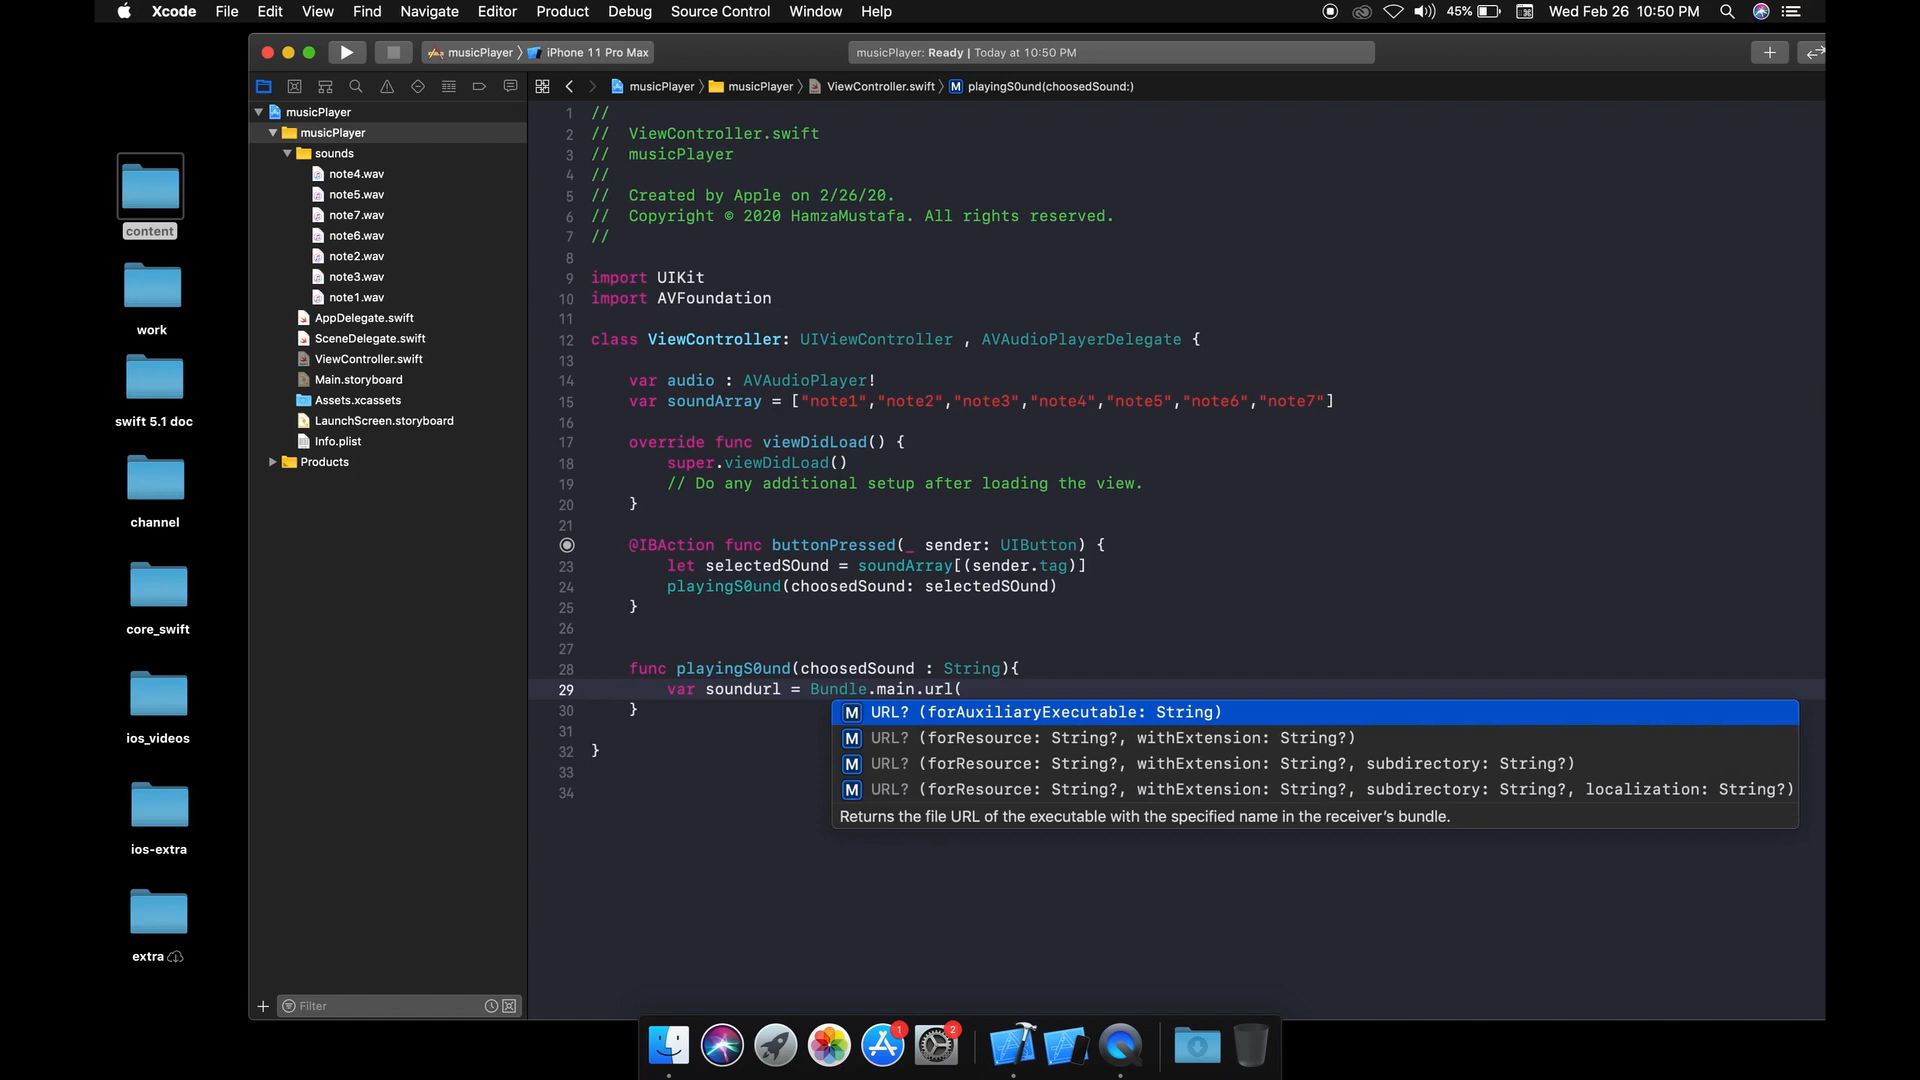 Xcode File Edit View Find Navigate Editor Product Debug Source Control Window Help 45% Wed Feb 26 10:50 PM
musicPlayer iPhone 11 Pro Max musicPlayer: Ready | Today at 10:50 PM
musicPlayer musicPlayer ViewController.swift M playingS0und(choosedSound:)
content
work
swift 5.1 doc
channel
core_swift
ios_videos
ios-extra
extra
musicPlayer
musicPlayer
sounds
note4.wav
note5.wav
note7.wav
note6.wav
note2.wav
note3.wav
note1.wav
AppDelegate.swift
SceneDelegate.swift
ViewController.swift
Main.storyboard
Assets.xcassets
LaunchScreen.storyboard
Info.plist
Products
Filter
1 //
2 // ViewController.swift
3 // musicPlayer
4 //
5 // Created by Apple on 2/26/20.
6 // Copyright © 2020 HamzaMustafa. All rights reserved.
7 //
8
9 import UIKit
10 import AVFoundation
11
12 class ViewController: UIViewController , AVAudioPlayerDelegate {
13
14 var audio : AVAudioPlayer!
15 var soundArray = ["note1","note2","note3","note4","note5","note6","note7"]
16
17 override func viewDidLoad() {
18 super.viewDidLoad()
19 // Do any additional setup after loading the view.
20 }
21
@IBAction func buttonPressed(_ sender: UIButton) {
23 let selectedSOund = soundArray[(sender.tag)]
24 playingS0und(choosedSound: selectedSOund)
25 }
26
27
28 func playingS0und(choosedSound : String){
29 var soundurl = Bundle.main.url(
30 }
31
32 }
33
34
M URL? (forAuxiliaryExecutable: String)
M URL? (forResource: String?, withExtension: String?)
M URL? (forResource: String?, withExtension: String?, subdirectory: String?)
M URL? (forResource: String?, withExtension: String?, subdirectory: String?, localization: String?)
Returns the file URL of the executable with the specified name in the receiver's bundle.
1
2